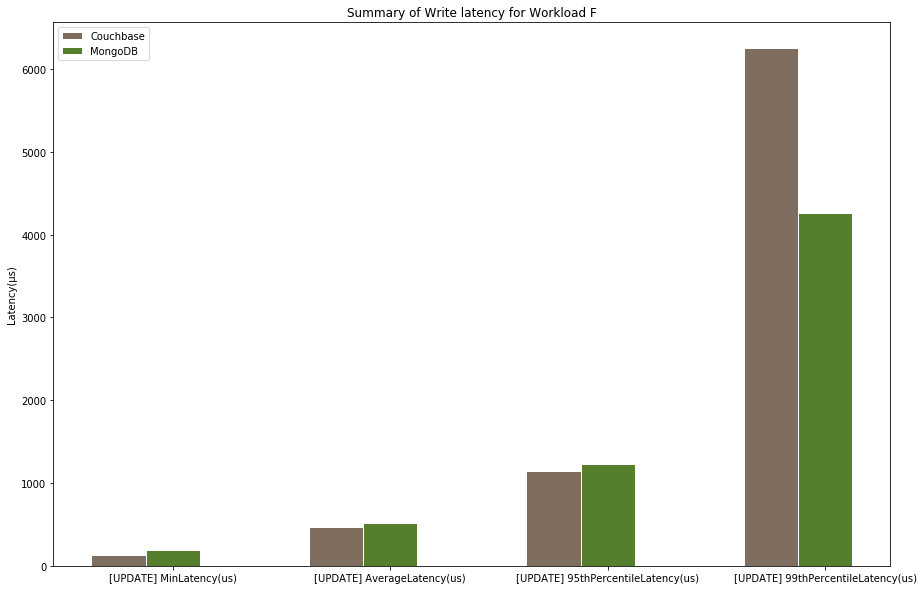 Summary of Write latency for Workload F
Couchbase
MongoDB
Latency(µs)
6000
5000
4000
3000
2000
1000
0
[UPDATE] MinLatency(us)
[UPDATE] AverageLatency(us)
[UPDATE] 95thPercentileLatency(us)
[UPDATE] 99thPercentileLatency(us)